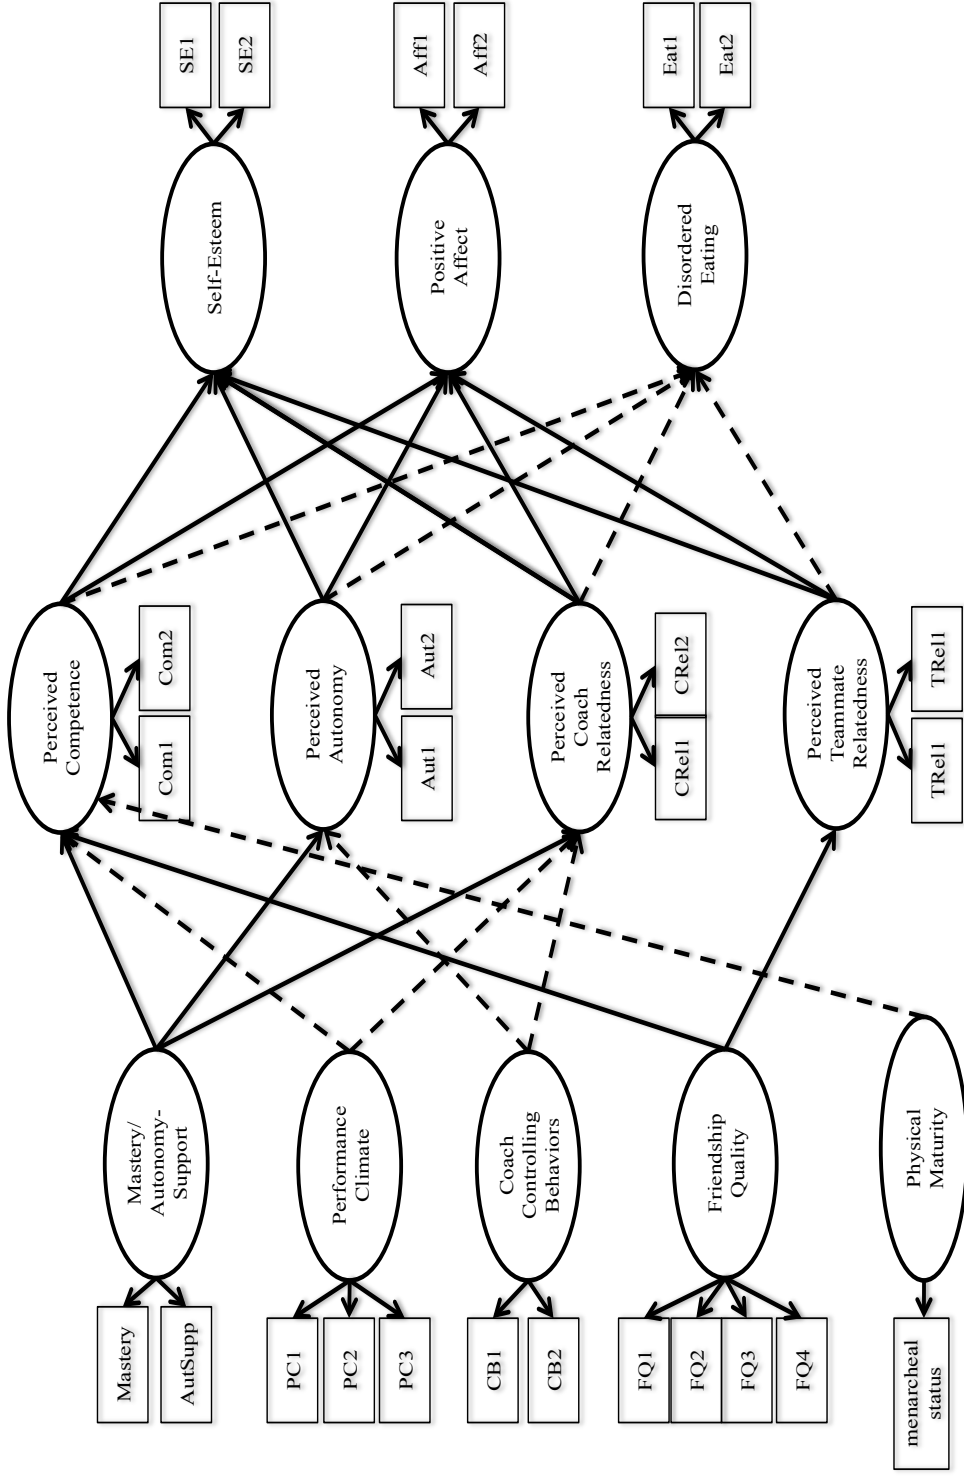 Mastery
AutSupp
PC1
PC2
PC3
CB1
CB2
FQ1
FQ2
FQ3
FQ4
menarcheal
status
Mastery/
Autonomy-
Support
Performance
Climate
Coach
Controlling
Behaviors
Friendship
Quality
Physical
Maturity
Perceived
Competence
Com1
Com2
Perceived
Autonomy
Aut1
Aut2
Perceived
Coach
Relatedness
CRel1
CRel2
Perceived
Teammate
Relatedness
TRel1
TRel1
Self-Esteem
Positive
Affect
Disordered
Eating
SE1
SE2
Aff1
Aff2
Eat1
Eat2